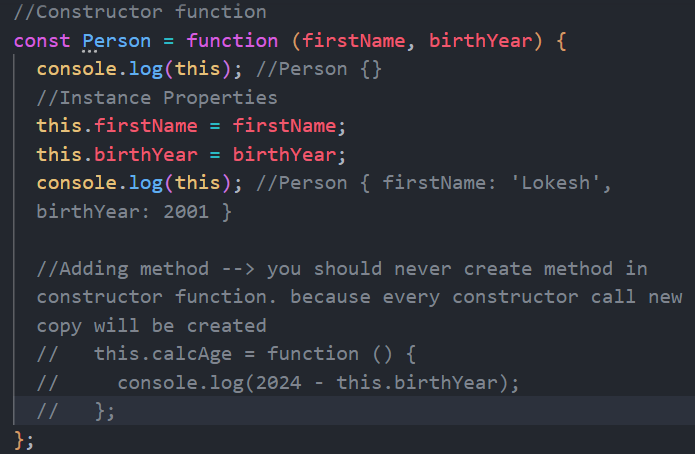 //Constructor function
const Person = function (firstName, birthYear) {
  console.log(this); //Person {}
  //Instance Properties
  this.firstName = firstName;
  this.birthYear = birthYear;
  console.log(this); //Person { firstName: 'Lokesh',
  birthYear: 2001 }

  //Adding method --> you should never create method in
  constructor function. because every constructor call new
  copy will be created
  //   this.calcAge = function () {
  //     console.log(2024 - this.birthYear);
  //   };
};